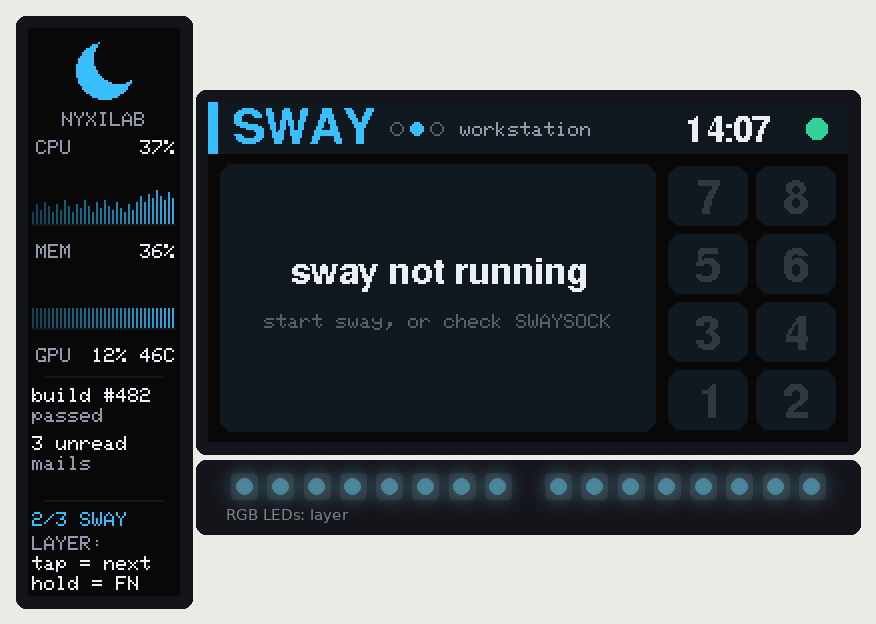 NYXILAB
CPU 37%
MEM 36%
GPU 12% 46C
build #482
passed
3 unread
mails
2/3 SWAY
LAYER:
tap = next
hold = FN
SWAY workstation 14:07
sway not running
start sway, or check SWAYSOCK
7 8
5 6
3 4
1 2
RGB LEDs: layer